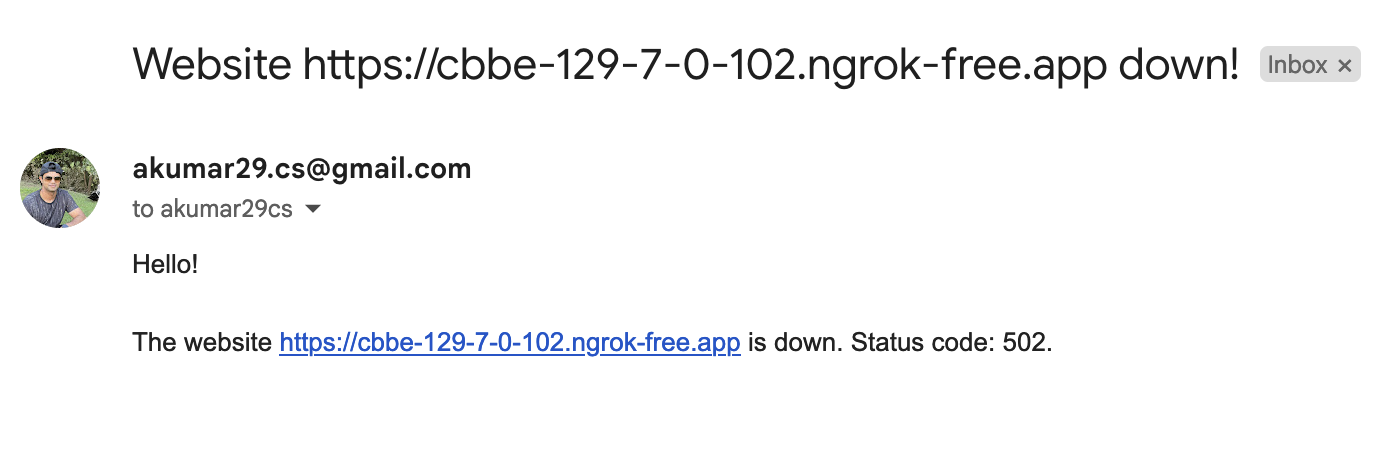 Website https://cbbe-129-7-0-102.ngrok-free.app down! Inbox ×
akumar29.cs@gmail.com
to akumar29cs
Hello!
The website https://cbbe-129-7-0-102.ngrok-free.app is down. Status code: 502.